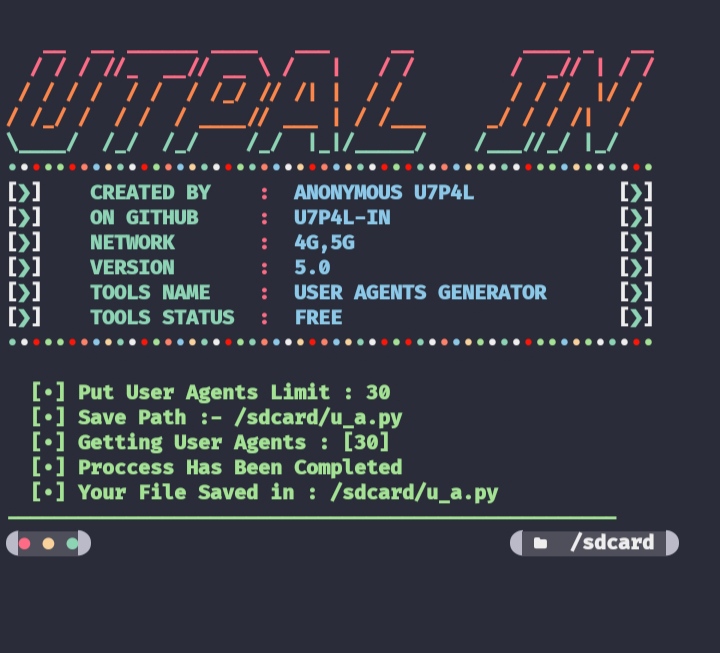 UTPAL IN
[❯] CREATED BY : ANONYMOUS U7P4L [❯]
[❯] ON GITHUB : U7P4L-IN [❯]
[❯] NETWORK : 4G,5G [❯]
[❯] VERSION : 5.0 [❯]
[❯] TOOLS NAME : USER AGENTS GENERATOR [❯]
[❯] TOOLS STATUS : FREE [❯]
[•] Put User Agents Limit : 30
[•] Save Path :- /sdcard/u_a.py
[•] Getting User Agents : [30]
[•] Proccess Has Been Completed
[•] Your File Saved in : /sdcard/u_a.py
/sdcard